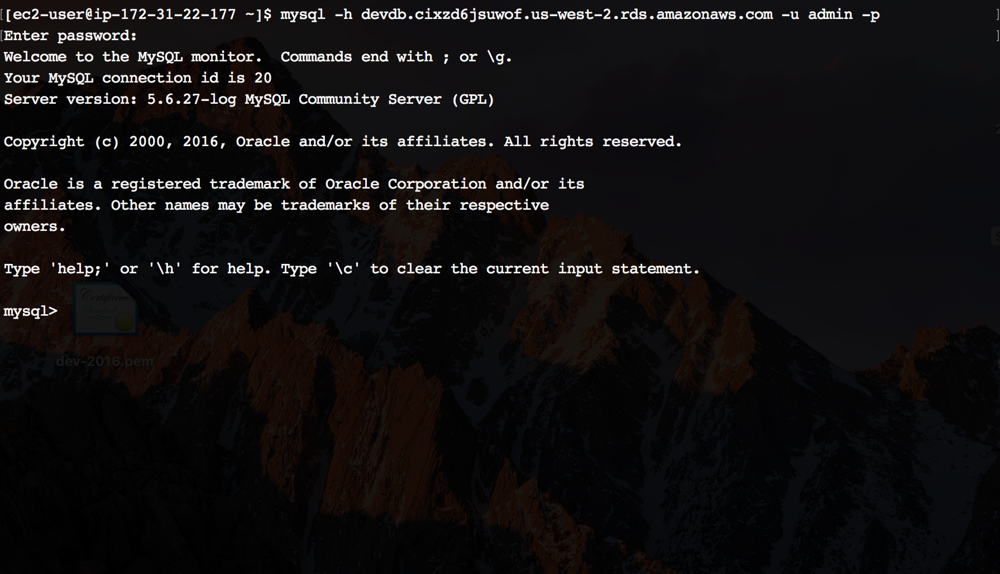 [ec2-user@ip-172-31-22-177 ~]$ mysql -h devdb.cixzd6jsuwof.us-west-2.rds.amazonaws.com -u admin -p
Enter password:
Welcome to the MySQL monitor.  Commands end with ; or \g.
Your MySQL connection id is 20
Server version: 5.6.27-log MySQL Community Server (GPL)
Copyright (c) 2000, 2016, Oracle and/or its affiliates. All rights reserved.
Oracle is a registered trademark of Oracle Corporation and/or its
affiliates. Other names may be trademarks of their respective
owners.
Type 'help;' or '\h' for help. Type '\c' to clear the current input statement.
mysql>
Certificate
Standard
dev-2016.pem